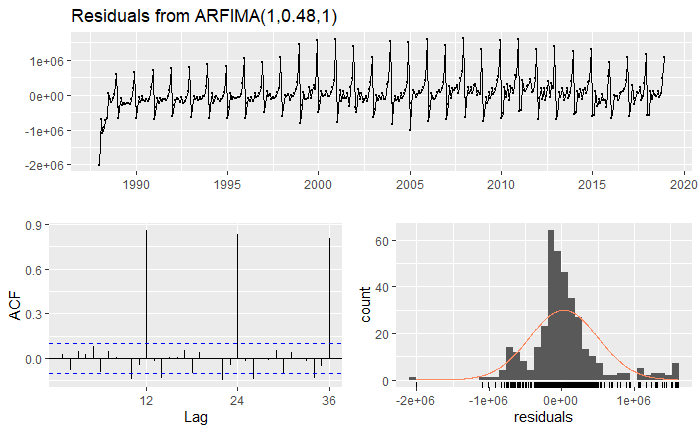 Residuals from ARFIMA(1,0.48,1)
1e+06
0e+00
-1e+06
-2e+06
1990 1995 2000 2005 2010 2015 2020
0.9
0.6
0.3
0.0
ACF
12 24 36
Lag
60
40
20
0
count
-2e+06 -1e+06 0e+00 1e+06
residuals